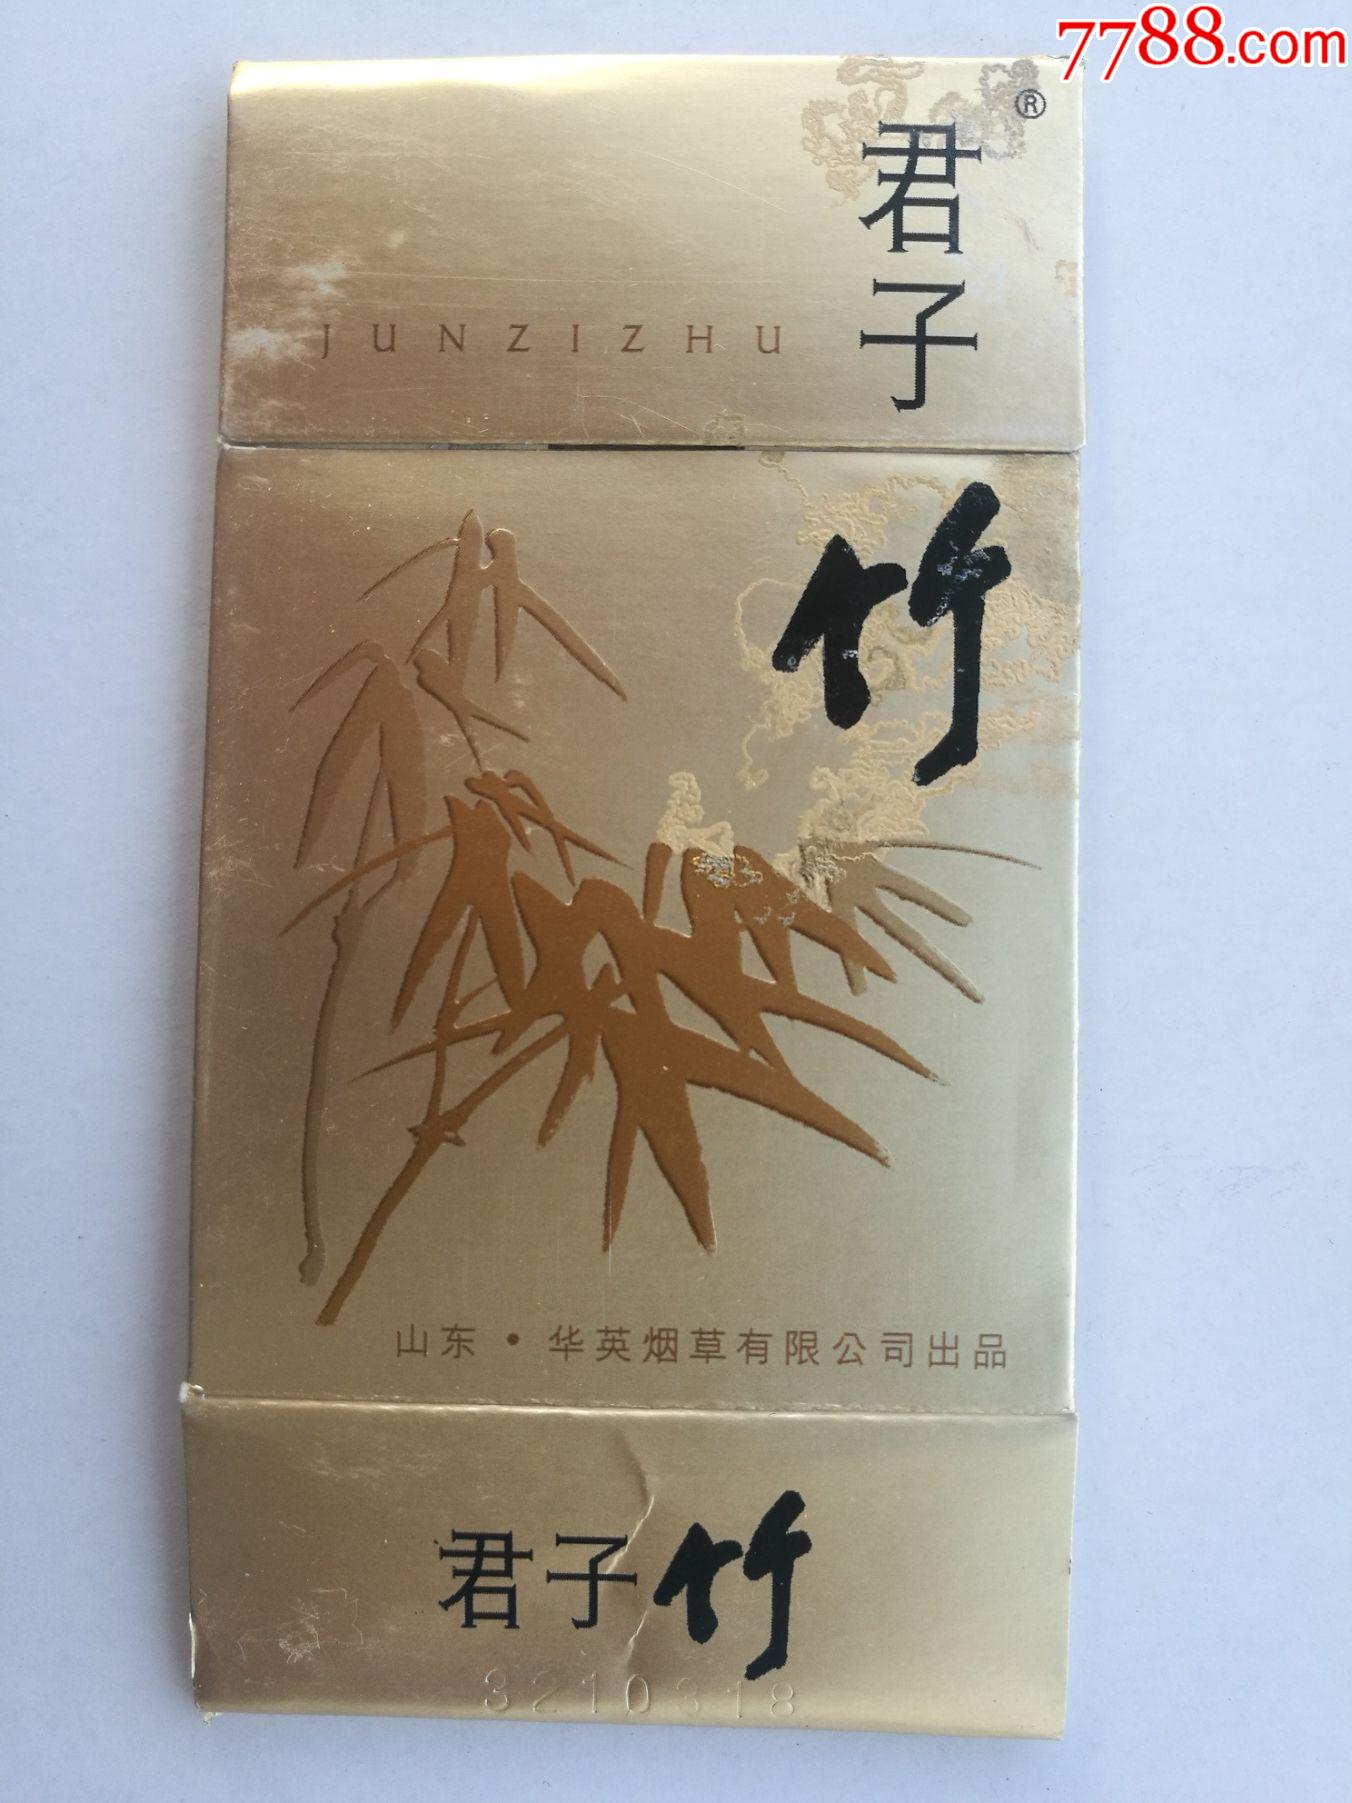 7788.com
®
君子
JUNZIZHU
竹
山东·华英烟草有限公司出品
君子竹
3210318